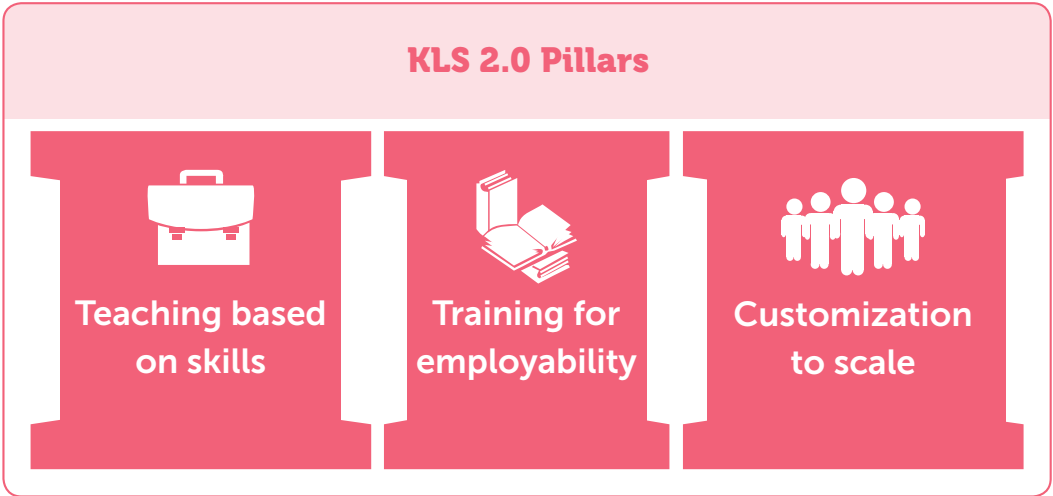 KLS 2.0 Pillars
Teaching based
on skills
Training for
employability
Customization
to scale